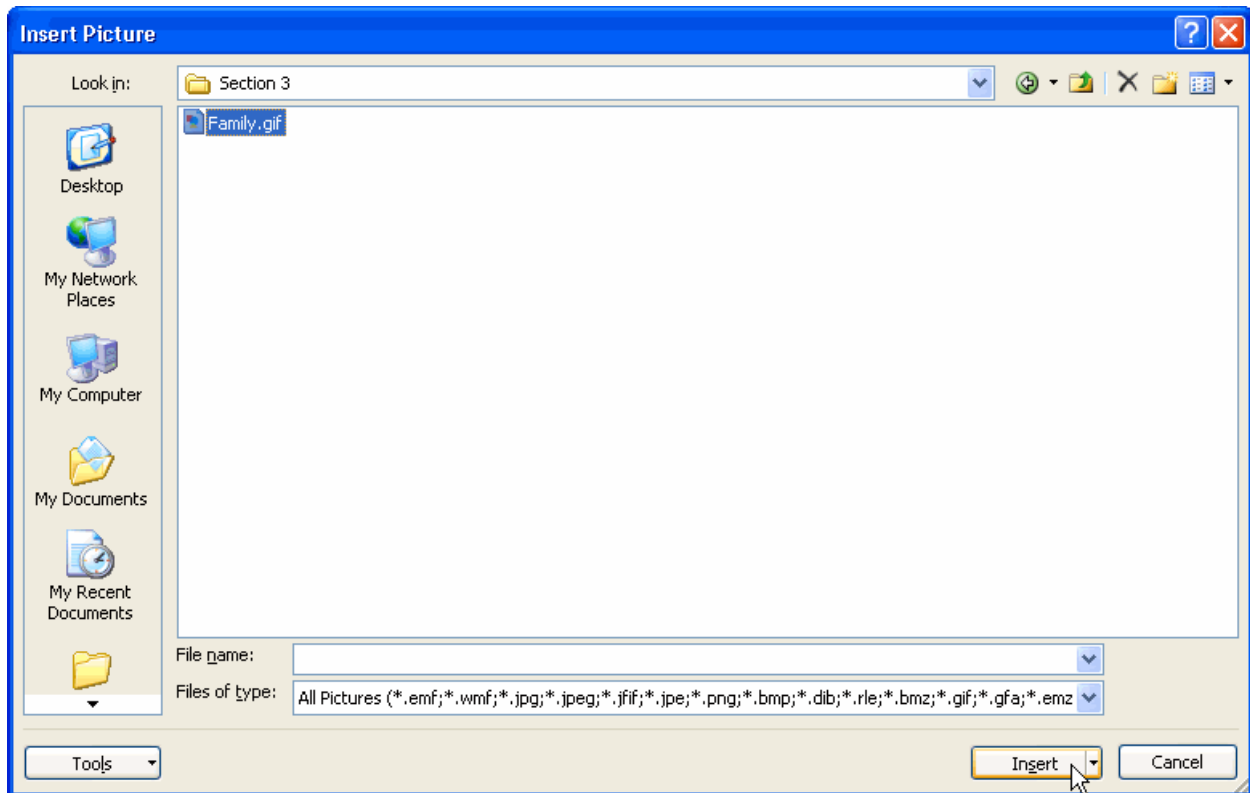 Insert Picture
Look in:
Section 3
Family.gif
Desktop
My Network
Places
My Computer
My Documents
My Recent
Documents
File name:
Files of type:
All Pictures (*.emf;*.wmf;*.jpg;*.jpeg;*.jfif;*.jpe;*.png;*.bmp;*.dib;*.rle;*.bmz;*.gif;*.gfa;*.emz
Tools
Insert
Cancel